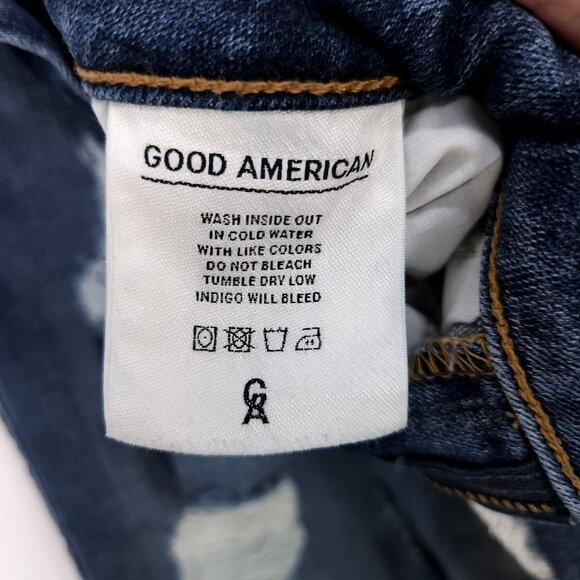 GOOD AMERICAN
WASH INSIDE OUT
IN COLD WATER
WITH LIKE COLORS
DO NOT BLEACH
TUMBLE DRY LOW
INDIGO WILL BLEED
G
A